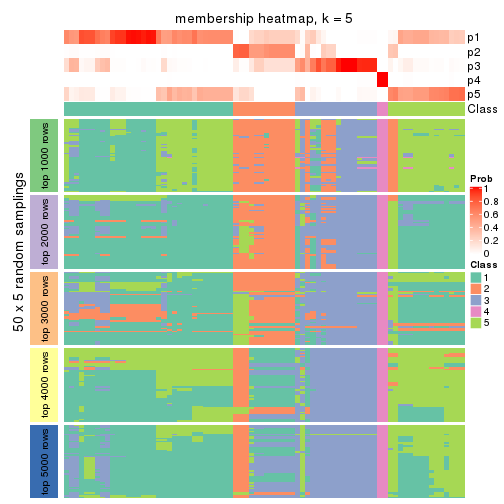 membership heatmap, k = 5
p1
p2
p3
p4
p5
Class
50 x 5 random samplings
top 1000 rows
top 2000 rows
top 3000 rows
top 4000 rows
top 5000 rows
Prob
1
0.8
0.6
0.4
0.2
0
Class
1
2
3
4
5